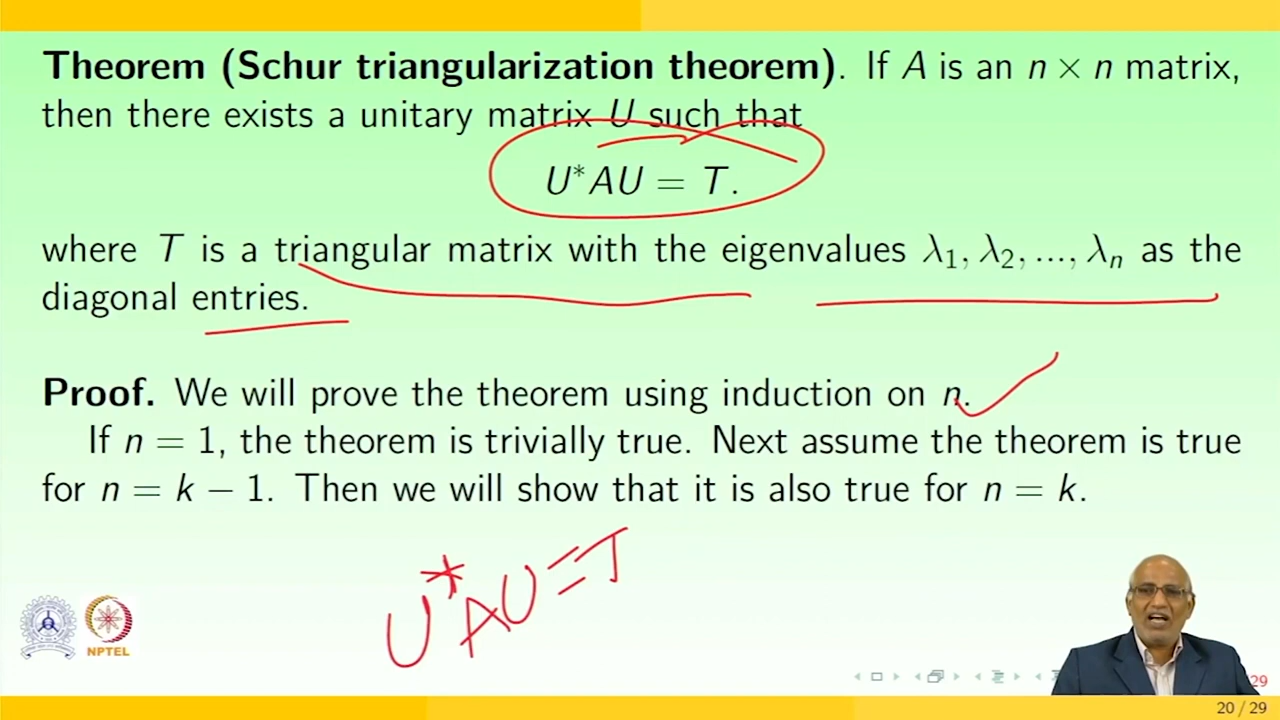 Theorem (Schur triangularization theorem). If A is an n × n matrix,
then there exists a unitary matrix U such that
U*AU = T.
where T is a triangular matrix with the eigenvalues λ₁, λ₂, ..., λₙ as the
diagonal entries.
Proof. We will prove the theorem using induction on n.
If n = 1, the theorem is trivially true. Next assume the theorem is true
for n = k − 1. Then we will show that it is also true for n = k.
U*AU=T
NPTEL
29
20 / 29